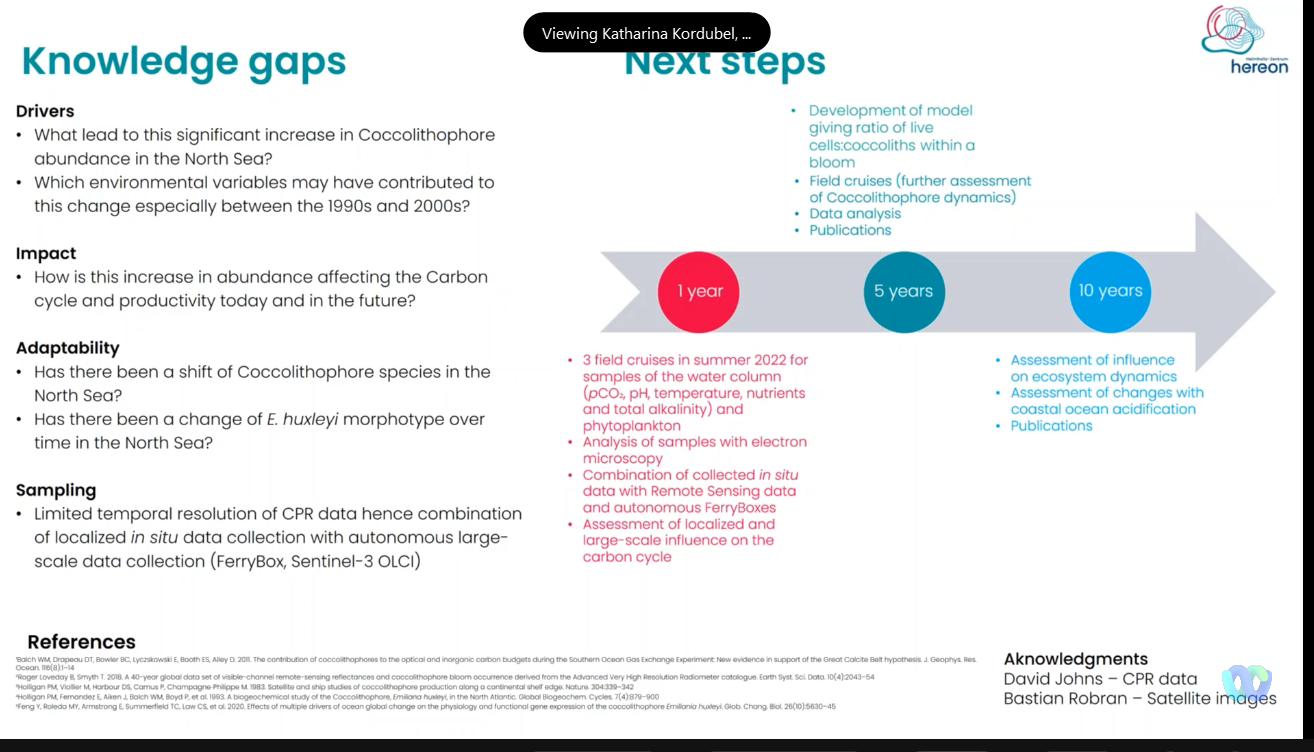 Viewing Katharina Kordubel, ...
Helmholtz-Zentrum
hereon
Knowledge gaps
Drivers
• What lead to this significant increase in Coccolithophore
abundance in the North Sea?
• Which environmental variables may have contributed to
this change especially between the 1990s and 2000s?
Impact
• How is this increase in abundance affecting the Carbon
cycle and productivity today and in the future?
Adaptability
• Has there been a shift of Coccolithophore species in the
North Sea?
• Has there been a change of E. huxleyi morphotype over
time in the North Sea?
Sampling
• Limited temporal resolution of CPR data hence combination
of localized in situ data collection with autonomous large-
scale data collection (FerryBox, Sentinel-3 OLCI)
Next steps
• Development of model
giving ratio of live
cells:coccoliths within a
bloom
• Field cruises (further assessment
of Coccolithophore dynamics)
• Data analysis
• Publications
1 year
5 years
10 years
• 3 field cruises in summer 2022 for
samples of the water column
(pCO₂, pH, temperature, nutrients
and total alkalinity) and
phytoplankton
• Analysis of samples with electron
microscopy
• Combination of collected in situ
data with Remote Sensing data
and autonomous FerryBoxes
• Assessment of localized and
large-scale influence on the
carbon cycle
• Assessment of influence
on ecosystem dynamics
• Assessment of changes with
coastal ocean acidification
• Publications
References
¹Balch WM, Drapeau DT, Bowler BC, Lyczskowski E, Booth ES, Alley D. 2011. The contribution of coccolithophores to the optical and inorganic carbon budgets during the Southern Ocean Gas Exchange Experiment: New evidence in support of the Great Calcite Belt hypothesis. J. Geophys. Res.
Ocean. 116(8):1–14
²Roger Loveday B, Smyth T. 2018. A 40-year global data set of visible-channel remote-sensing reflectances and coccolithophore bloom occurrence derived from the Advanced Very High Resolution Radiometer catalogue. Earth Syst. Sci. Data. 10(4):2043–54
³Holligan PM, Viollier M, Harbour DS, Camus P, Champagne-Philippe M. 1983. Satellite and ship studies of coccolithophore production along a continental shelf edge. Nature. 304:339–342
⁴Holligan PM, Fernandez E, Aiken J, Balch WM, Boyd P, et al. 1993. A biogeochemical study of the Coccolithophore, Emiliania huxleyi, in the North Atlantic. Global Biogeochem. Cycles. 7(4):879–900
⁵Feng Y, Roleda MY, Armstrong E, Summerfield TC, Law CS, et al. 2020. Effects of multiple drivers of ocean global change on the physiology and functional gene expression of the coccolithophore Emiliania huxleyi. Glob. Chang. Biol. 26(10):5630–45
Aknowledgments
David Johns – CPR data
Bastian Robran – Satellite images